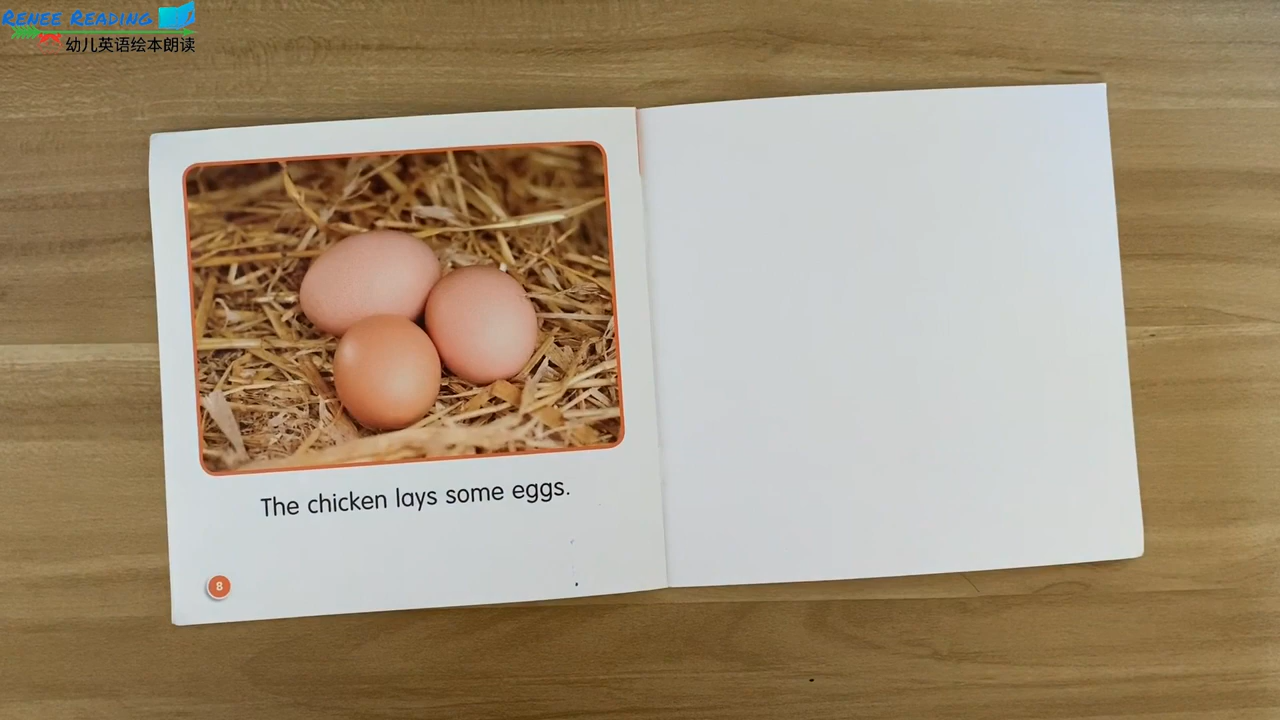 RENEE READING
幼儿英语绘本朗读
The chicken lays some eggs.
8